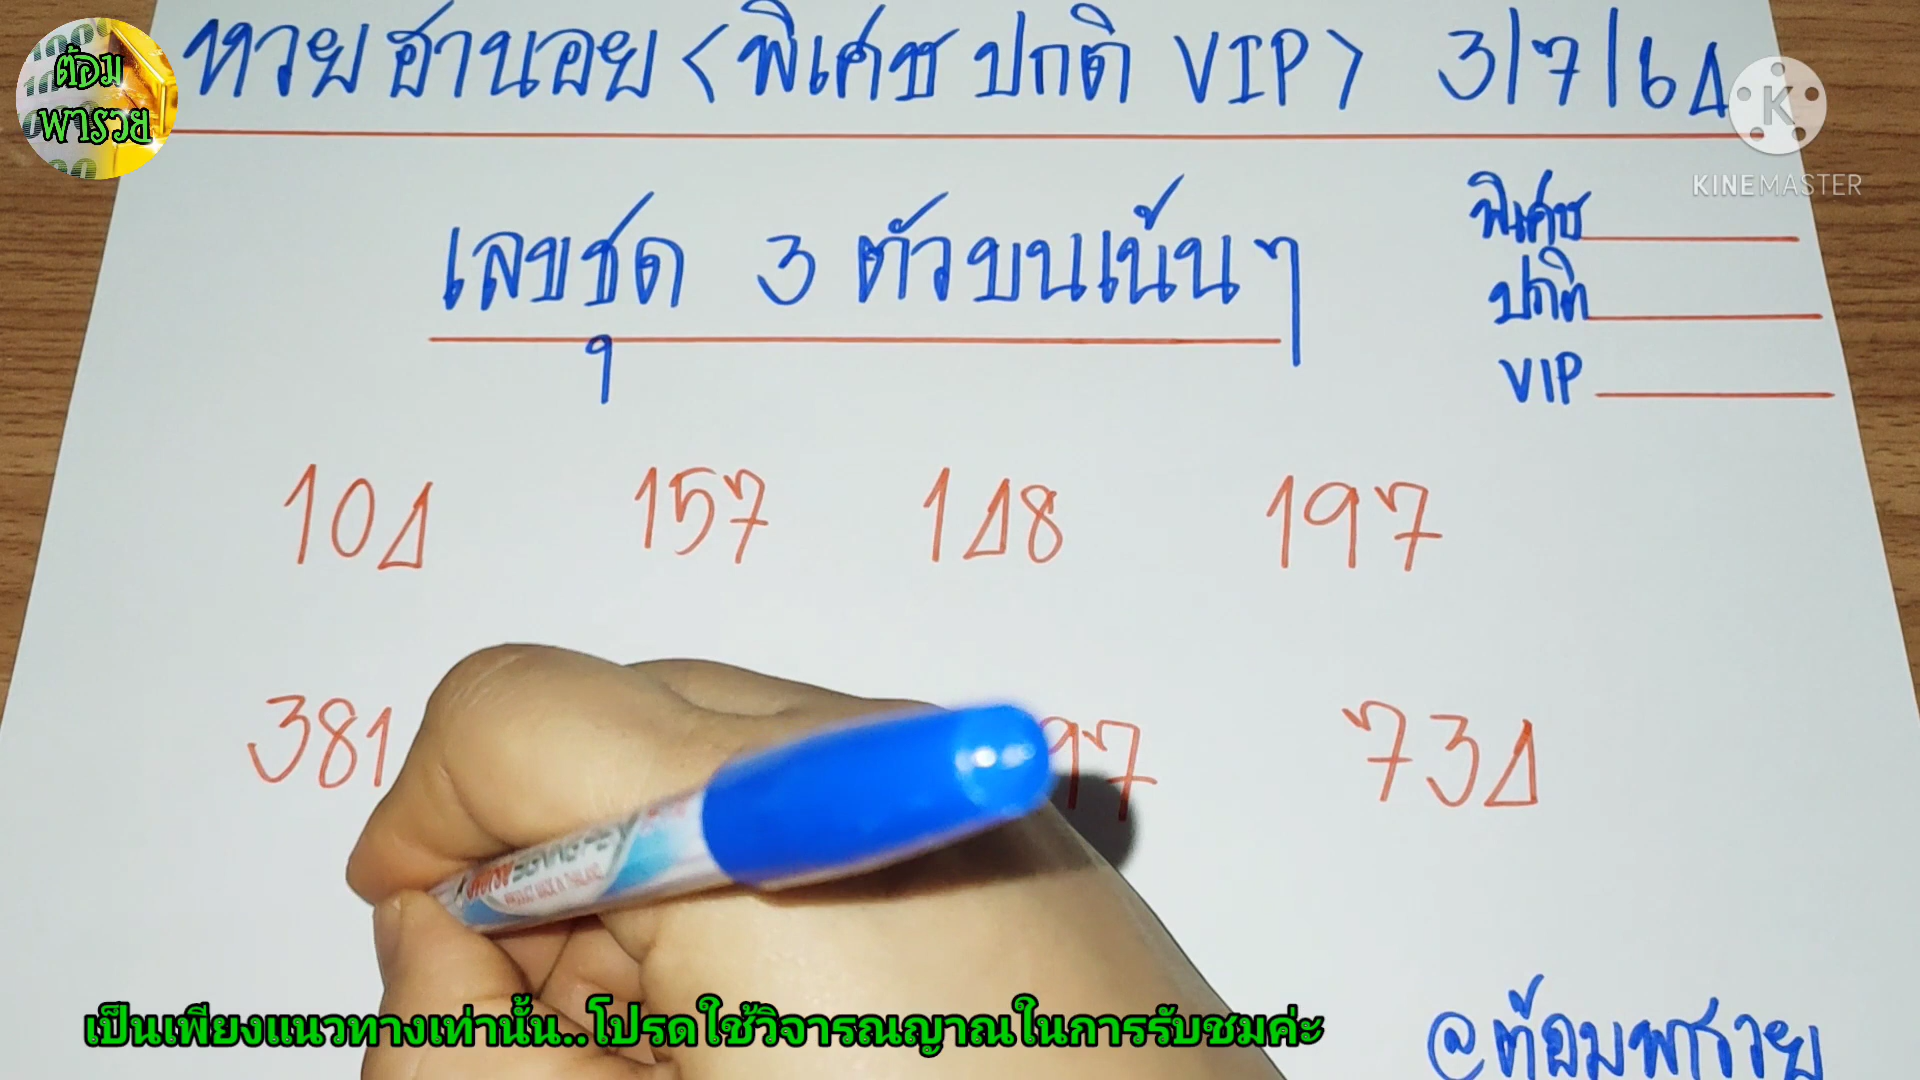 ต้อม
พารวย
หวยฮานอย <พิเศษ ปกติ VIP> 3/7/64
KINEMASTER
เลขชุด 3 ตัวบนเน้นๆ
พิเศษ
ปกติ
VIP
104 157 148 197
381 97 734
เป็นเพียงแนวทางเท่านั้น..โปรดใช้วิจารณญาณในการรับชมค่ะ
@ต้อมพารวย